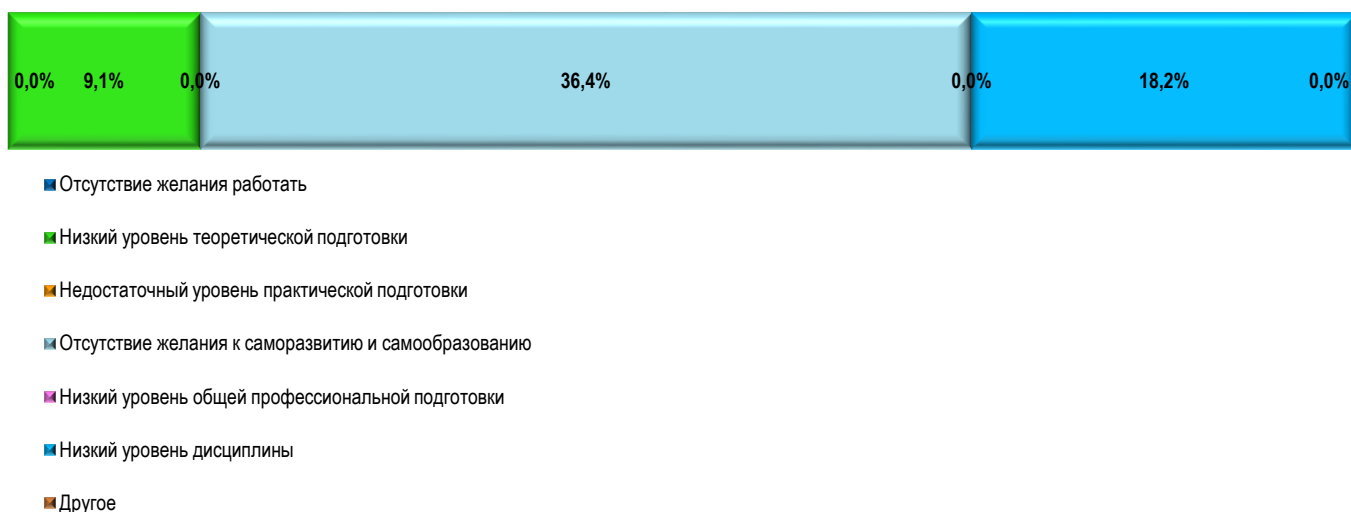 0,0% 9,1% 0,0% 36,4% 0,0% 18,2% 0,0%
Отсутствие желания работать
Низкий уровень теоретической подготовки
Недостаточный уровень практической подготовки
Отсутствие желания к саморазвитию и самообразованию
Низкий уровень общей профессиональной подготовки
Низкий уровень дисциплины
Другое